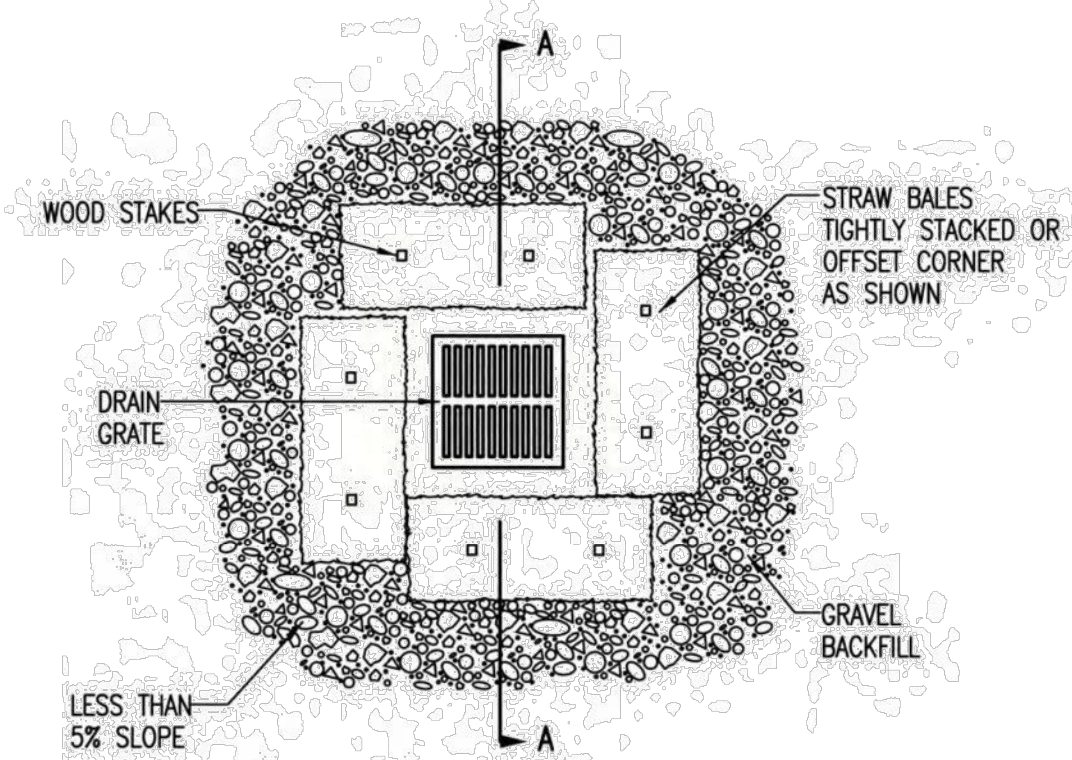 A
WOOD STAKES
STRAW BALES
TIGHTLY STACKED OR
OFFSET CORNER
AS SHOWN
DRAIN
GRATE
GRAVEL
BACKFILL
LESS THAN
5% SLOPE
A